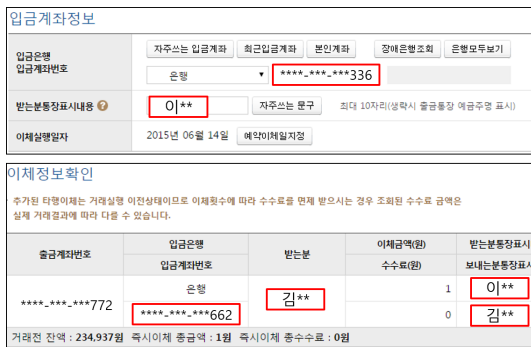 입금계좌정보
입금은행
입금계좌번호
자주쓰는 입금계좌 최근입금계좌 본인계좌 장애은행조회 은행모두보기
은행 ****-***-***336
받는분통장표시내용 ? 이** 자주쓰는 문구 최대 10자리(생략시 출금통장 예금주명 표시)
이체실행일자 2015년 06월 14일 예약이체일지정
이체정보확인
추가된 타행이체는 거래실행 이전상태이므로 이체횟수에 따라 수수료를 면제 받으시는 경우 조회된 수수료 금액은
실제 거래결과에 따라 다를 수 있습니다.
출금계좌번호 입금은행 받는분 이체금액(원) 받는분통장표시
입금계좌번호 수수료(원) 보내는분통장표시
****-***-***772 은행 김** 1 이**
****-***-***662 0 김**
거래전 잔액 : 234,937원 즉시이체 총금액 : 1원 즉시이체 총수수료 : 0원